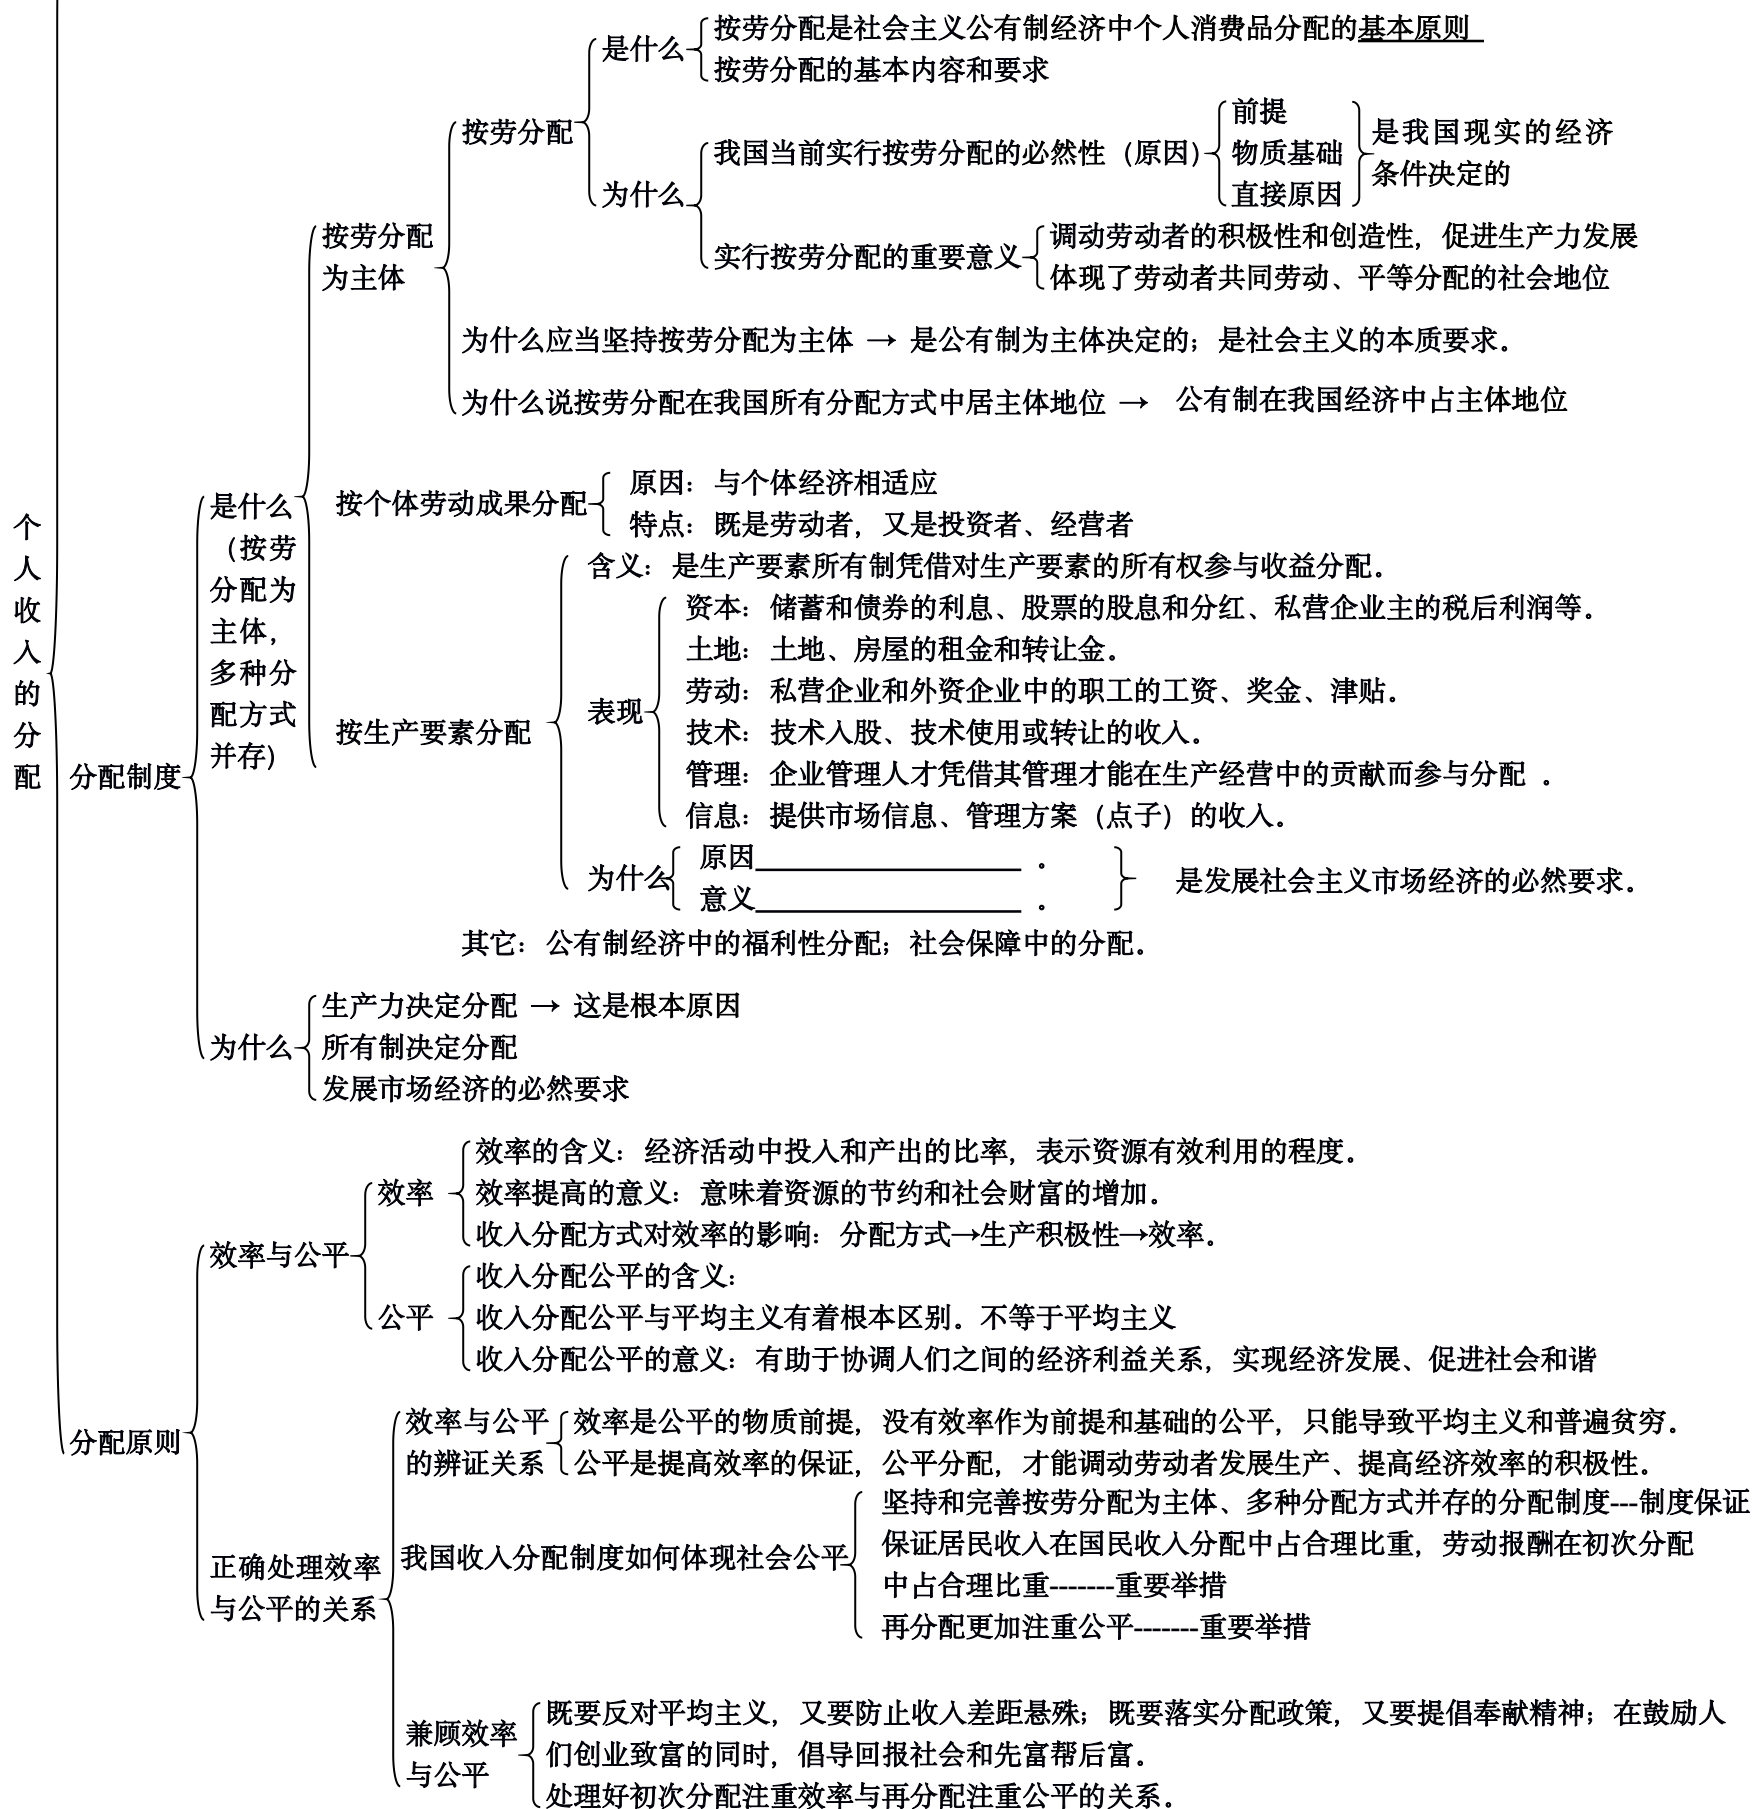 个人收入的分配
分配制度
是什么
（按劳
分配为
主体，
多种分
配方式
并存)
按劳分配
为主体
按劳分配
是什么
按劳分配是社会主义公有制经济中个人消费品分配的基本原则
按劳分配的基本内容和要求
为什么
我国当前实行按劳分配的必然性（原因）
前提
物质基础
直接原因
是我国现实的经济
条件决定的
实行按劳分配的重要意义
调动劳动者的积极性和创造性，促进生产力发展
体现了劳动者共同劳动、平等分配的社会地位
为什么应当坚持按劳分配为主体 → 是公有制为主体决定的；是社会主义的本质要求。
为什么说按劳分配在我国所有分配方式中居主体地位 → 公有制在我国经济中占主体地位
按个体劳动成果分配
原因：与个体经济相适应
特点：既是劳动者，又是投资者、经营者
按生产要素分配
含义：是生产要素所有制凭借对生产要素的所有权参与收益分配。
表现
资本：储蓄和债券的利息、股票的股息和分红、私营企业主的税后利润等。
土地：土地、房屋的租金和转让金。
劳动：私营企业和外资企业中的职工的工资、奖金、津贴。
技术：技术入股、技术使用或转让的收入。
管理：企业管理人才凭借其管理才能在生产经营中的贡献而参与分配 。
信息：提供市场信息、管理方案（点子）的收入。
为什么
原因___________________ 。
意义___________________ 。
是发展社会主义市场经济的必然要求。
其它：公有制经济中的福利性分配；社会保障中的分配。
为什么
生产力决定分配 → 这是根本原因
所有制决定分配
发展市场经济的必然要求
分配原则
效率与公平
效率
效率的含义：经济活动中投入和产出的比率，表示资源有效利用的程度。
效率提高的意义：意味着资源的节约和社会财富的增加。
收入分配方式对效率的影响：分配方式→生产积极性→效率。
公平
收入分配公平的含义：
收入分配公平与平均主义有着根本区别．不等于平均主义
收入分配公平的意义：有助于协调人们之间的经济利益关系，实现经济发展、促进社会和谐
正确处理效率
与公平的关系
效率与公平
的辨证关系
效率是公平的物质前提，没有效率作为前提和基础的公平，只能导致平均主义和普遍贫穷。
公平是提高效率的保证，公平分配，才能调动劳动者发展生产、提高经济效率的积极性。
我国收入分配制度如何体现社会公平
坚持和完善按劳分配为主体、多种分配方式并存的分配制度---制度保证
保证居民收入在国民收入分配中占合理比重，劳动报酬在初次分配
中占合理比重-------重要举措
再分配更加注重公平-------重要举措
兼顾效率
与公平
既要反对平均主义，又要防止收入差距悬殊；既要落实分配政策，又要提倡奉献精神；在鼓励人
们创业致富的同时，倡导回报社会和先富帮后富。
处理好初次分配注重效率与再分配注重公平的关系。